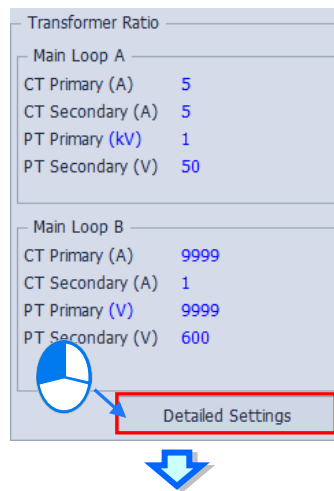 Transformer Ratio
Main Loop A
CT Primary (A) 5
CT Secondary (A) 5
PT Primary (kV) 1
PT Secondary (V) 50
Main Loop B
CT Primary (A) 9999
CT Secondary (A) 1
PT Primary (V) 9999
PT Secondary (V) 600
Detailed Settings